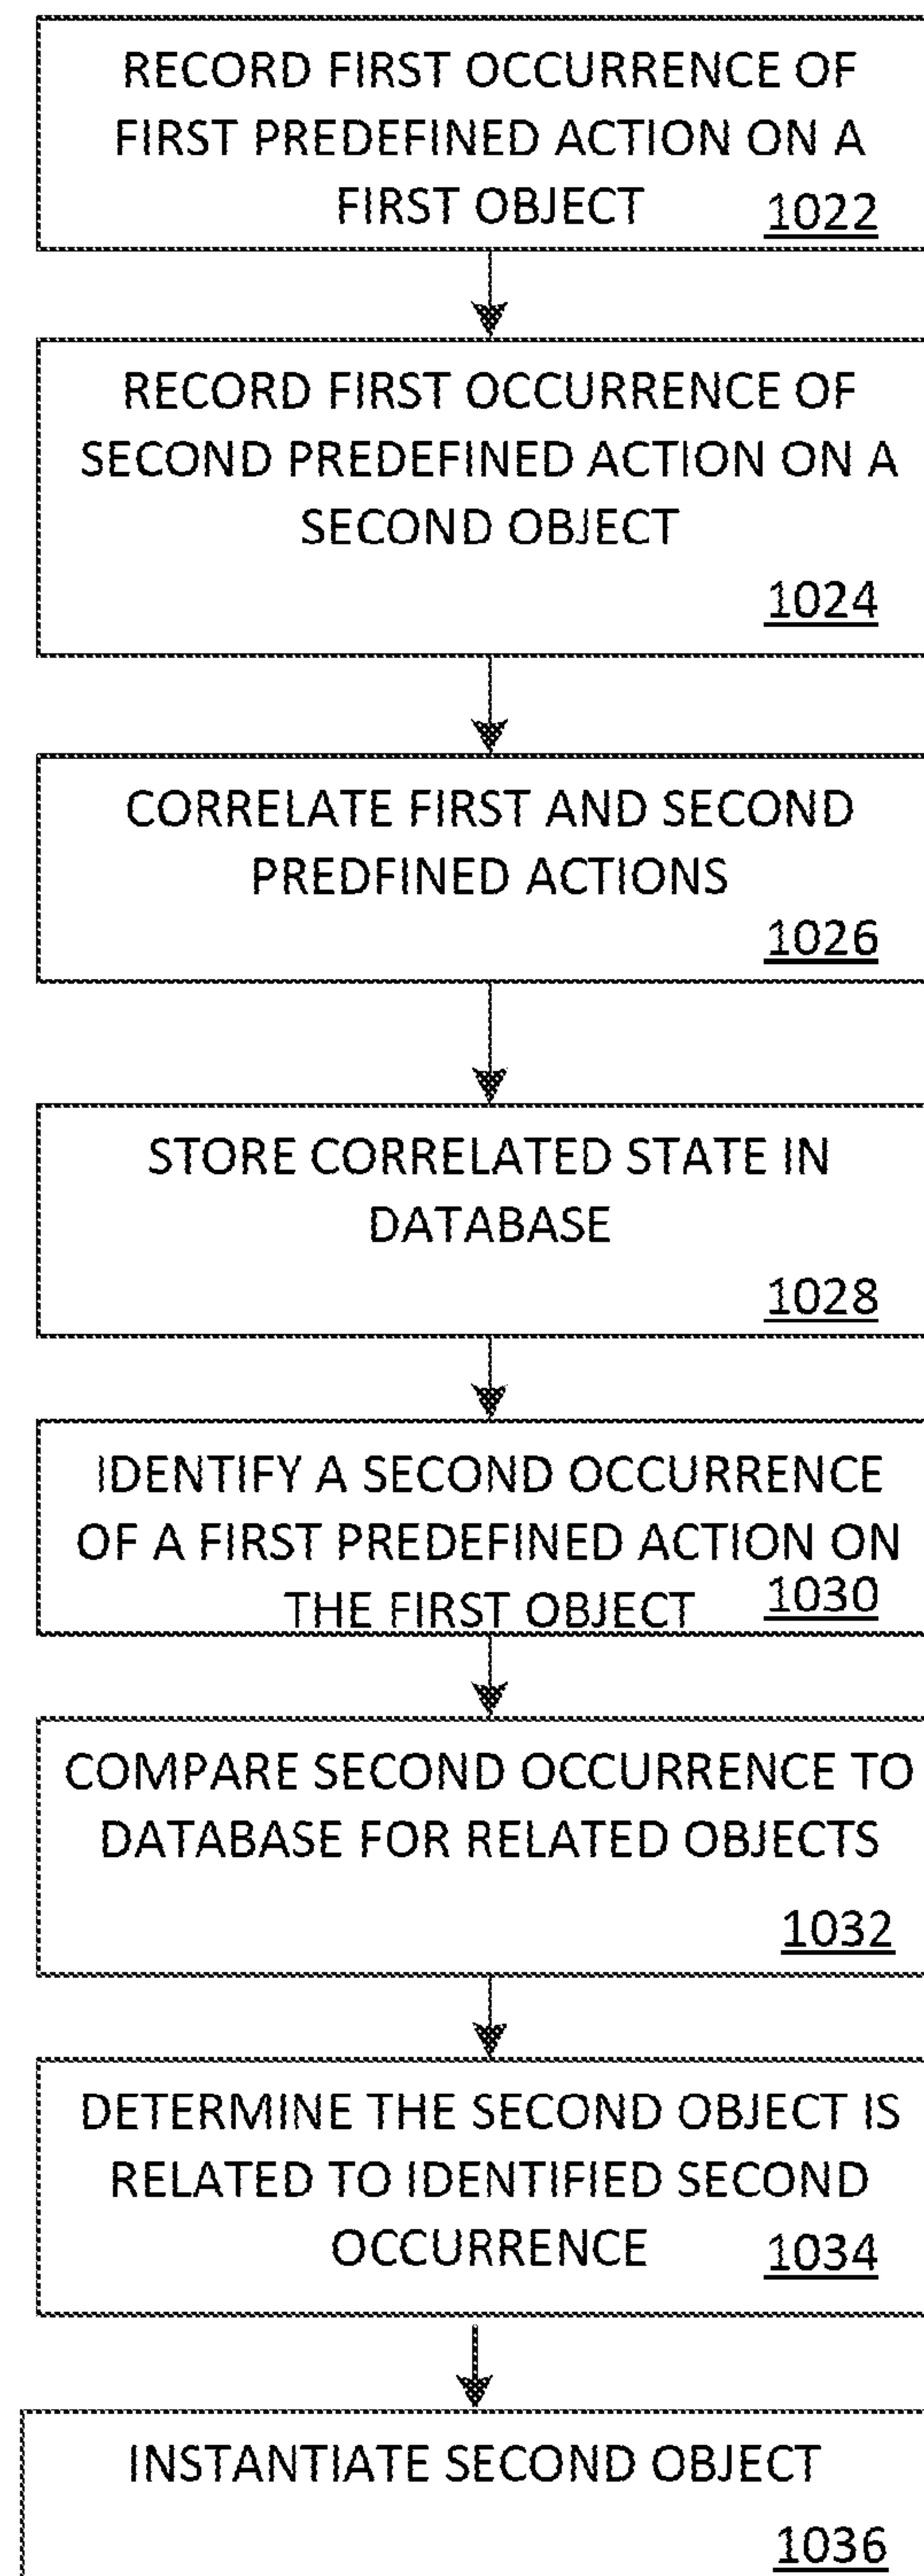 RECORD FIRST OCCURRENCE OF
FIRST PREDEFINED ACTION ON A
FIRST OBJECT 1022
RECORD FIRST OCCURRENCE OF
SECOND PREDEFINED ACTION ON A
SECOND OBJECT
1024
CORRELATE FIRST AND SECOND
PREDFINED ACTIONS
1026
STORE CORRELATED STATE IN
DATABASE
1028
IDENTIFY A SECOND OCCURRENCE
OF A FIRST PREDEFINED ACTION ON
THE FIRST OBJECT 1030
COMPARE SECOND OCCURRENCE TO
DATABASE FOR RELATED OBJECTS
1032
DETERMINE THE SECOND OBJECT IS
RELATED TO IDENTIFIED SECOND
OCCURRENCE 1034
INSTANTIATE SECOND OBJECT
1036